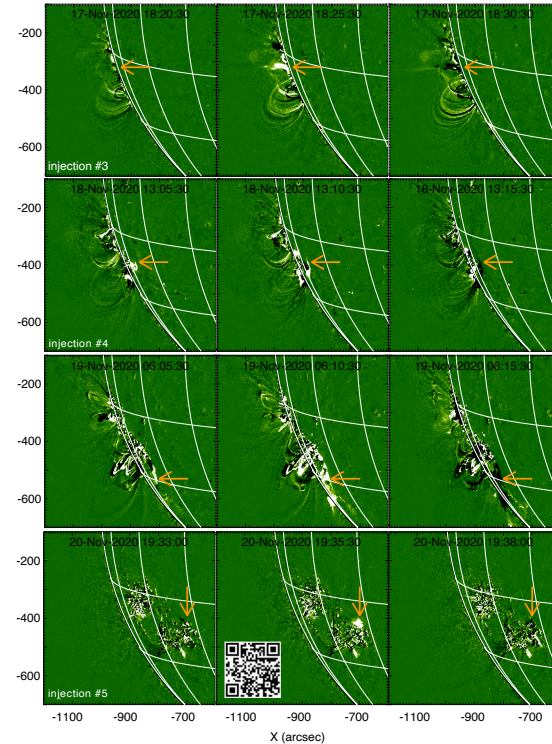 17-Nov-2020 18:20:30 17-Nov-2020 18:25:30 17-Nov-2020 18:30:30
-200
-400
-600
injection #3
18-Nov-2020 13:05:30 18-Nov-2020 13:10:30 18-Nov-2020 13:15:30
-200
-400
-600
injection #4
19-Nov-2020 06:05:30 19-Nov-2020 06:10:30 19-Nov-2020 06:15:30
-200
-400
-600
20-Nov-2020 19:33:00 20-Nov-2020 19:35:30 20-Nov-2020 19:38:00
-200
-400
-600
injection #5
-1100 -900 -700 -1100 -900 -700 -1100 -900 -700
X (arcsec)